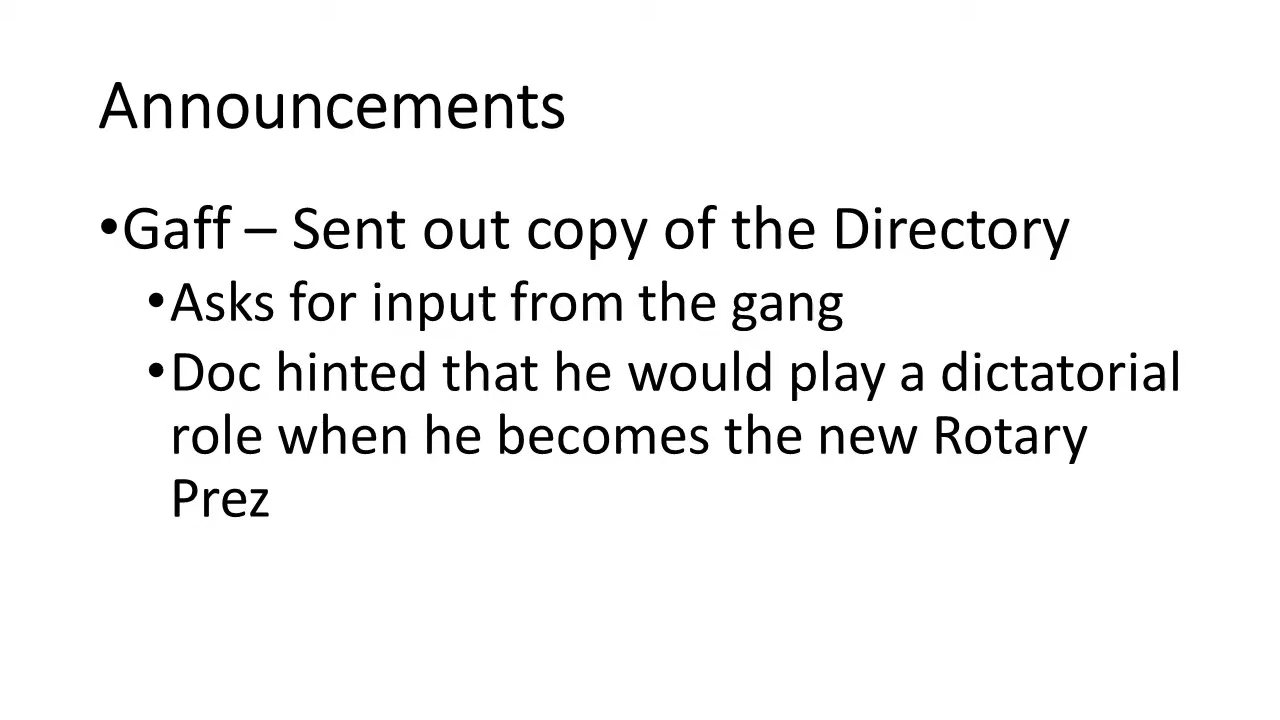 Announcements
•Gaff – Sent out copy of the Directory
•Asks for input from the gang
•Doc hinted that he would play a dictatorial
role when he becomes the new Rotary
Prez